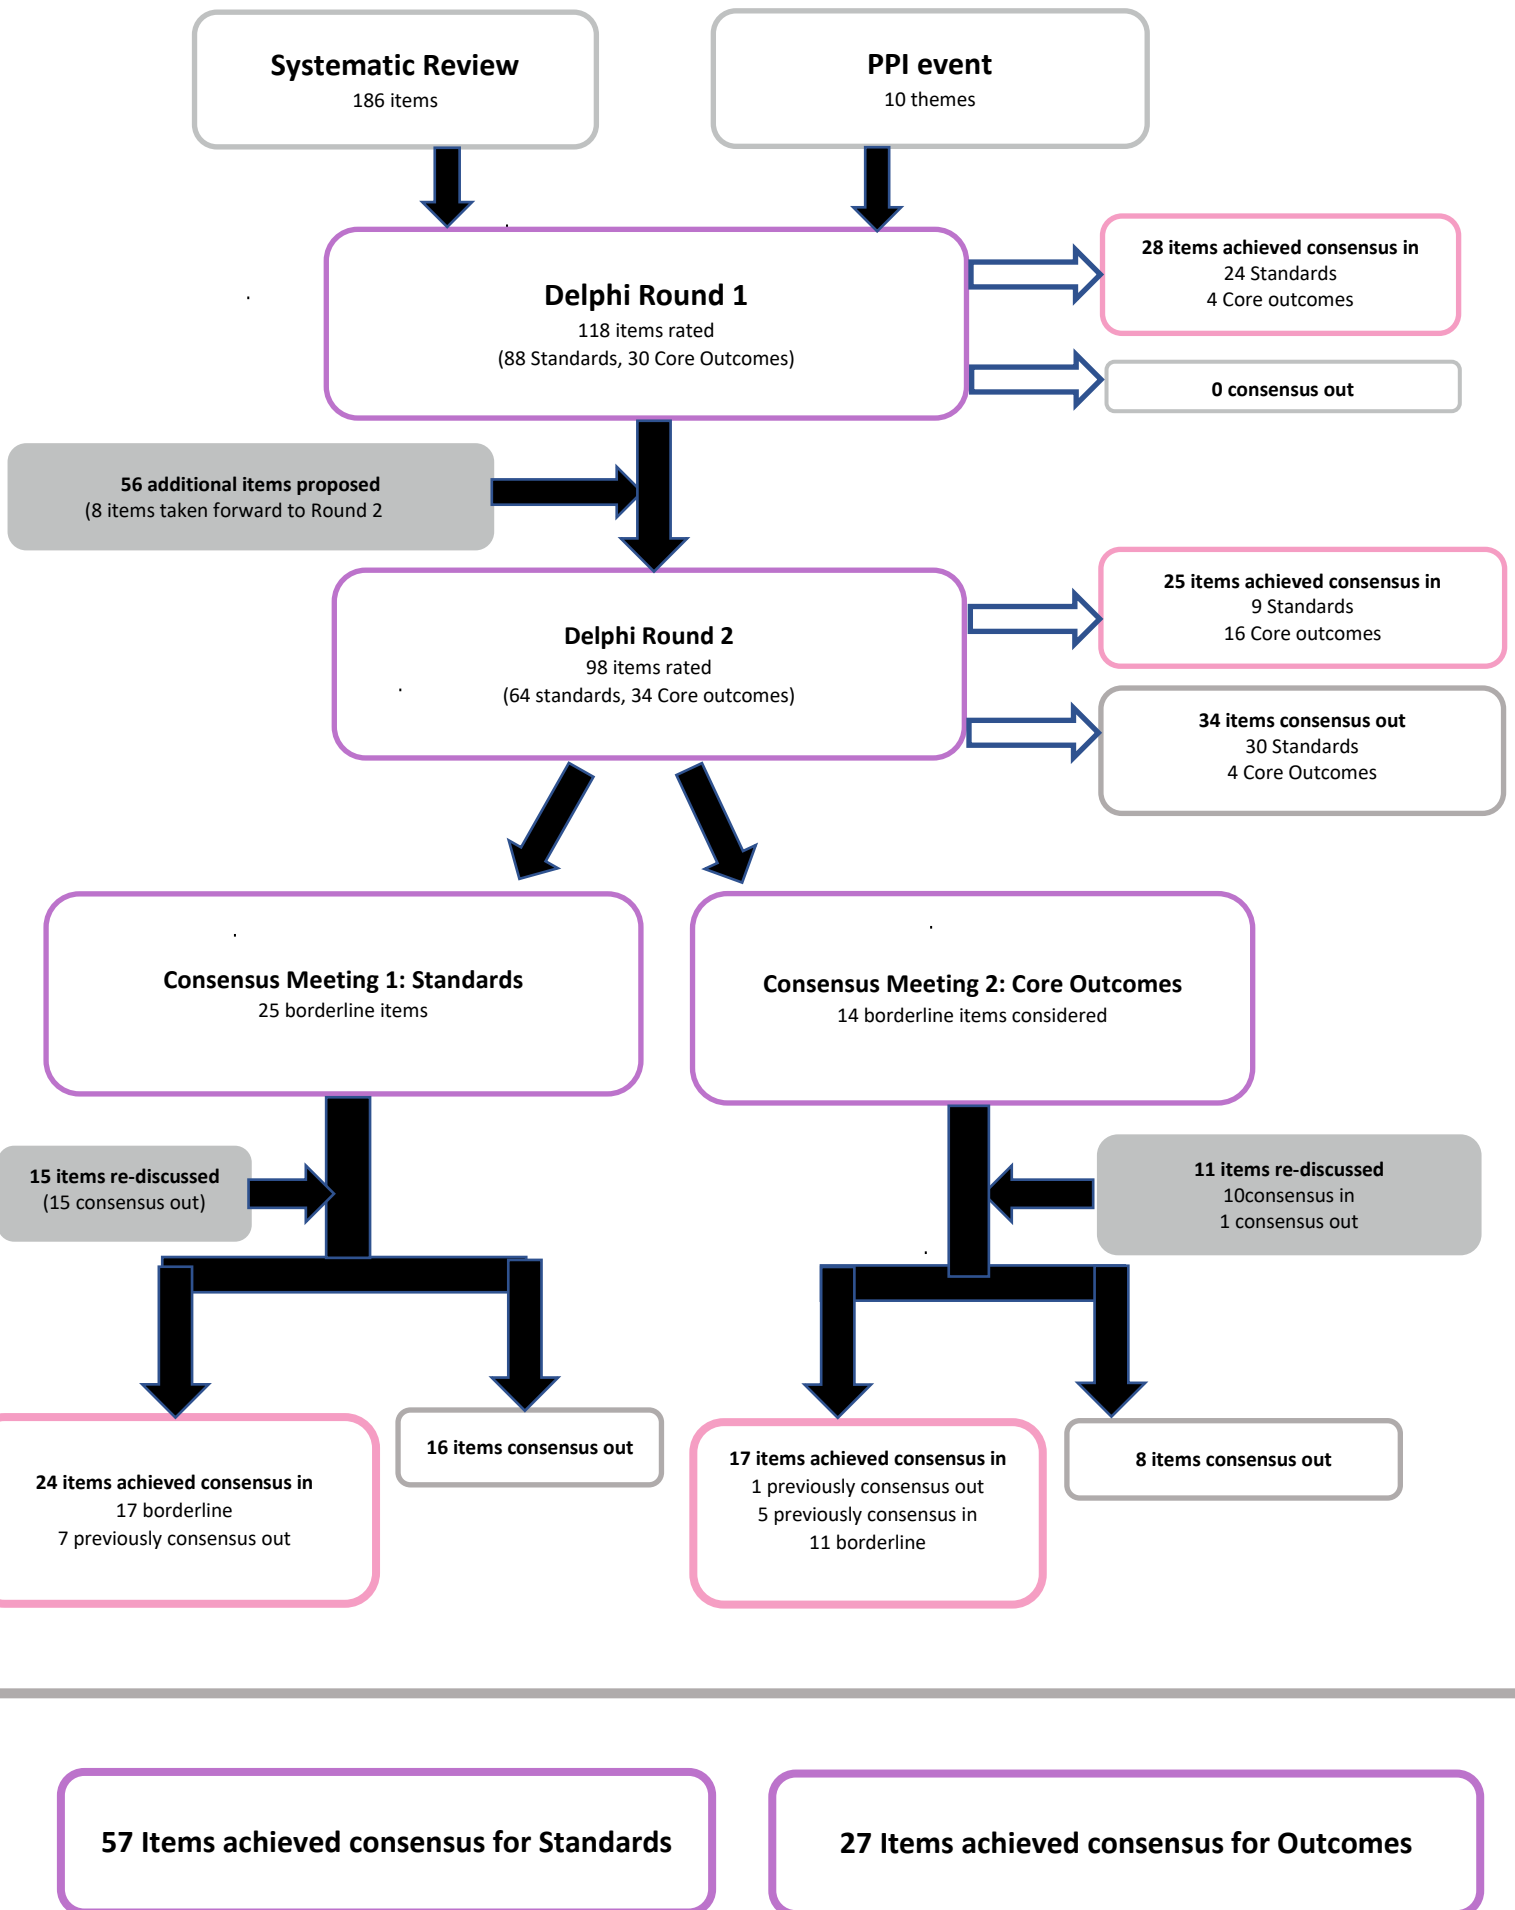 Systematic Review
186 items
PPI event
10 themes
Delphi Round 1
118 items rated
(88 Standards, 30 Core Outcomes)
28 items achieved consensus in
24 Standards
4 Core outcomes
0 consensus out
56 additional items proposed
(8 items taken forward to Round 2
Delphi Round 2
98 items rated
(64 standards, 34 Core outcomes)
25 items achieved consensus in
9 Standards
16 Core outcomes
34 items consensus out
30 Standards
4 Core Outcomes
Consensus Meeting 1: Standards
25 borderline items
Consensus Meeting 2: Core Outcomes
14 borderline items considered
15 items re-discussed
(15 consensus out)
11 items re-discussed
10consensus in
1 consensus out
24 items achieved consensus in
17 borderline
7 previously consensus out
16 items consensus out
17 items achieved consensus in
1 previously consensus out
5 previously consensus in
11 borderline
8 items consensus out
57 Items achieved consensus for Standards
27 Items achieved consensus for Outcomes